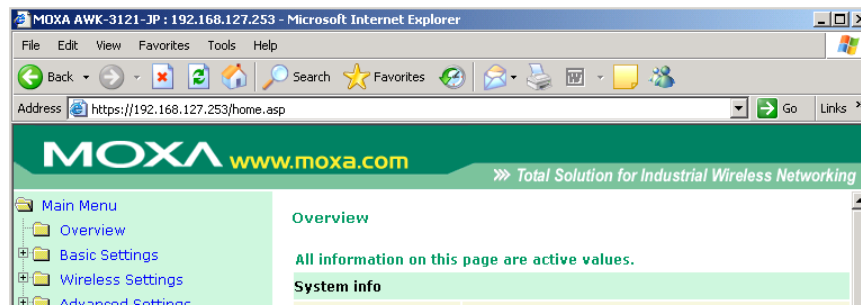 MOXA AWK-3121-JP : 192.168.127.253 - Microsoft Internet Explorer
File Edit View Favorites Tools Help
Back Search Favorites
Address https://192.168.127.253/home.asp Go Links »
MOXA www.moxa.com
Total Solution for Industrial Wireless Networking
Main Menu
Overview
Basic Settings
Wireless Settings
Advanced Settings
Overview
All information on this page are active values.
System info